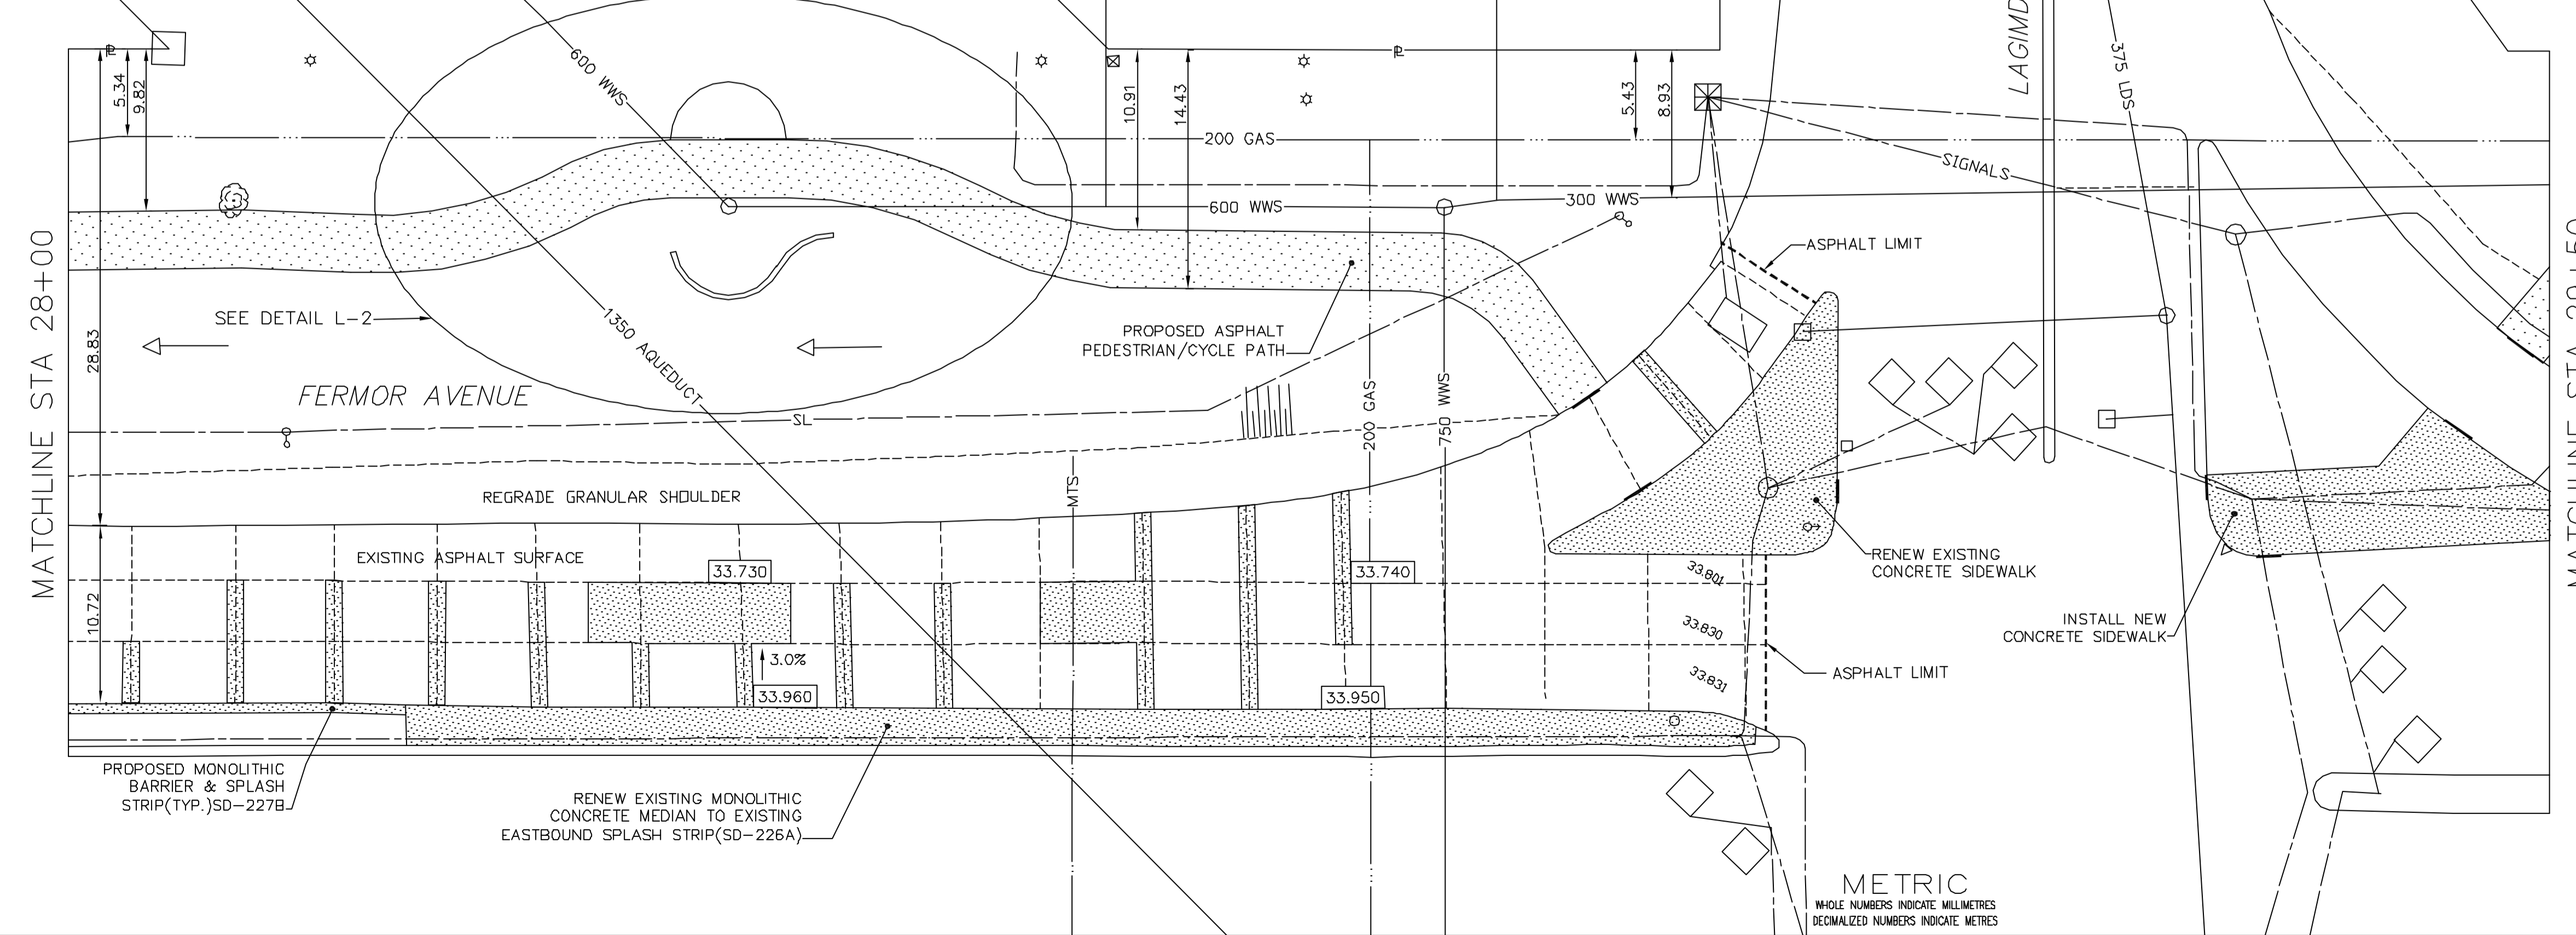 MATCHLINE STA 28+00
℄
5.34
9.82
28.83
10.72
600 WWS
10.91
14.43
℄
5.43
8.93
200 GAS
600 WWS
300 WWS
LAGIMD
375 LDS
SIGNALS
ASPHALT LIMIT
SEE DETAIL L-2
1350 AQUEDUCT
PROPOSED ASPHALT
PEDESTRIAN/CYCLE PATH
FERMOR AVENUE
SL
200 GAS
750 WWS
MTS
REGRADE GRANULAR SHOULDER
EXISTING ASPHALT SURFACE
33.730
33.740
3.0%
33.960
33.950
33.801
33.830
33.831
RENEW EXISTING
CONCRETE SIDEWALK
INSTALL NEW
CONCRETE SIDEWALK
ASPHALT LIMIT
PROPOSED MONOLITHIC
BARRIER & SPLASH
STRIP(TYP.)SD-227B
RENEW EXISTING MONOLITHIC
CONCRETE MEDIAN TO EXISTING
EASTBOUND SPLASH STRIP(SD-226A)
METRIC
WHOLE NUMBERS INDICATE MILLIMETRES
DECIMALIZED NUMBERS INDICATE METRES
MATCHLINE STA